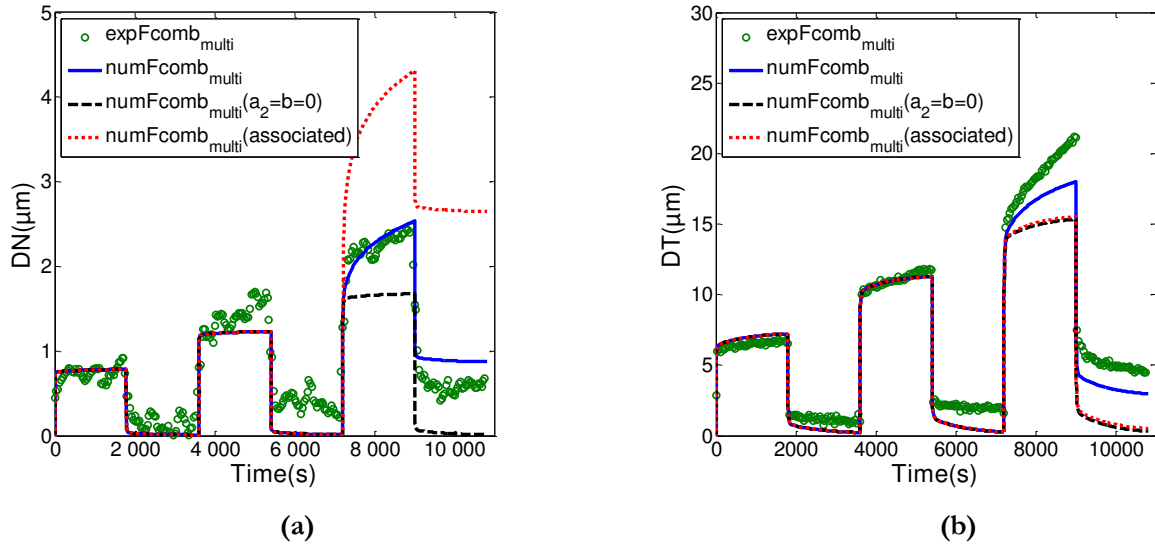 5
4
3
2
1
0
DN(µm)
expFcomb_multi
numFcomb_multi
numFcomb_multi(a_2=b=0)
numFcomb_multi(associated)
0
2 000
4 000
6 000
8 000
10 000
Time(s)
(a)
30
25
20
15
10
5
0
DT(µm)
expFcomb_multi
numFcomb_multi
numFcomb_multi(a_2=b=0)
numFcomb_multi(associated)
0
2000
4000
6000
8000
10000
Time(s)
(b)